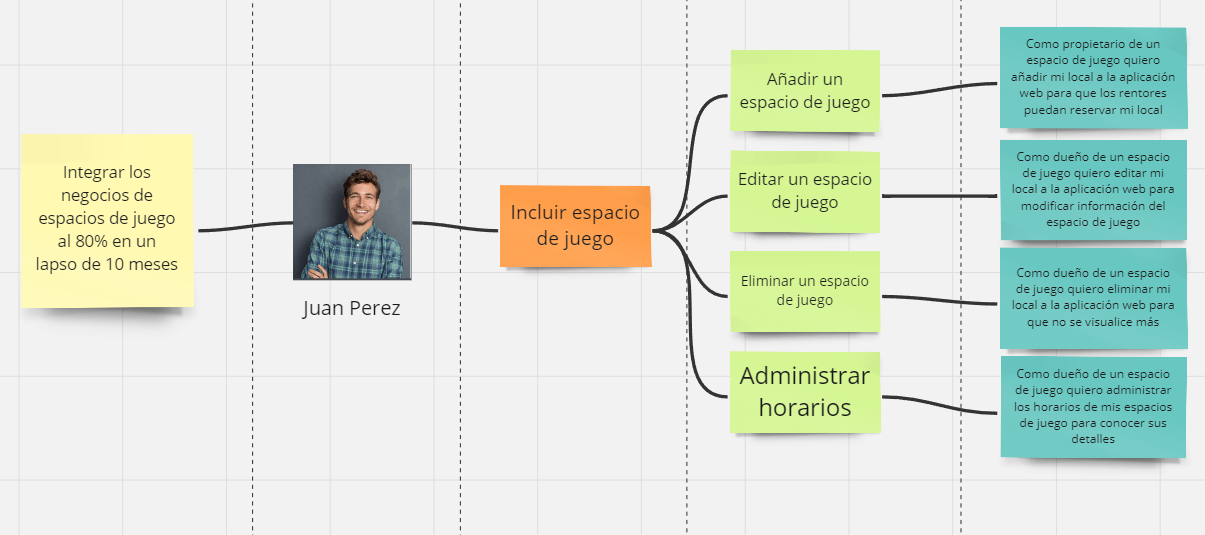 Integrar los
negocios de
espacios de juego
al 80% en un
lapso de 10 meses
Juan Perez
Incluir espacio
de juego
Añadir un
espacio de juego
Editar un espacio
de juego
Eliminar un espacio
de juego
Administrar
horarios
Como propietario de un
espacio de juego quiero
añadir mi local a la aplicación
web para que los rentores
puedan reservar mi local
Como dueño de un espacio
de juego quiero editar mi
local a la aplicación web para
modificar información del
espacio de juego
Como dueño de un espacio
de juego quiero eliminar mi
local a la aplicación web para
que no se visualice más
Como dueño de un espacio
de juego quiero administrar
los horarios de mis espacios
de juego para conocer sus
detalles